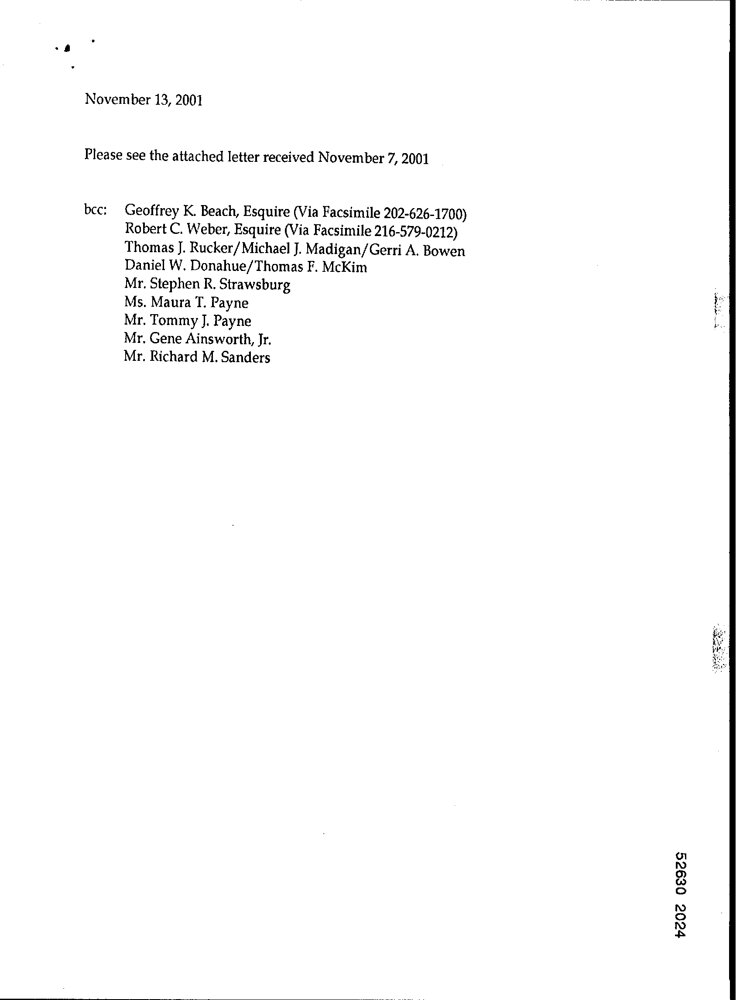 November 13, 2001
Please see the attached letter received November 7, 2001
bcc: Geoffrey K. Beach, Esquire (Via Facsimile 202-626-1700)
Robert C. Weber, Esquire (Via Facsimile 216-579-0212)
Thomas J. Rucker/Michael J. Madigan/Gerri A. Bowen
Daniel W. Donahue/Thomas F. McKim
Mr. Stephen R. Strawsburg
Ms. Maura T. Payne
Mr. Tommy J. Payne
Mr. Gene Ainsworth, Jr.
Mr. Richard M. Sanders
52630 2024